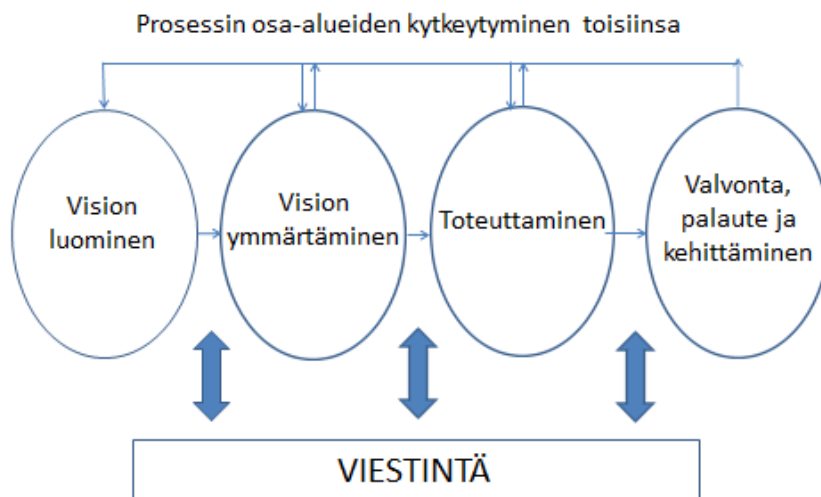 Prosessin osa-alueiden kytkeytyminen toisiinsa
Vision
luominen
Vision
ymmärtäminen
Toteuttaminen
Valvonta,
palaute ja
kehittäminen
VIESTINTÄ